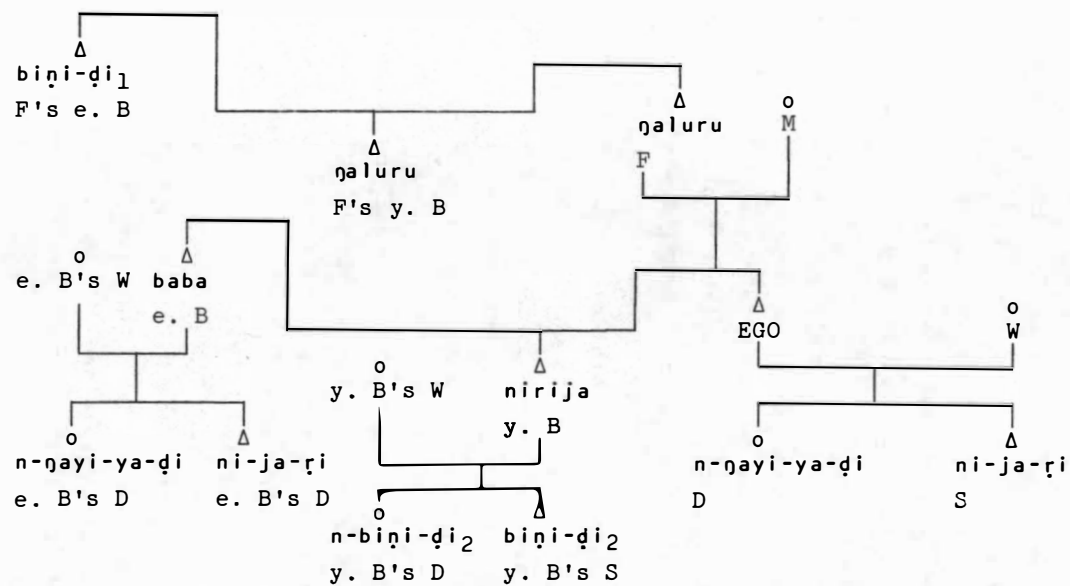 biṇi-ḍi₁
F's e. B
ŋaluru
o
M
ŋaluru
F's y. B
F
o
e. B's W baba
e. B
EGO
o
W
o
y. B's W nirija
y. B
o
n-ŋayi-ya-ḍi ni-ja-ṛi
e. B's D e. B's D
o
n-ŋayi-ya-ḍi ni-ja-ṛi
D S
o
n-biṇi-ḍi₂ biṇi-ḍi₂
y. B's D y. B's S